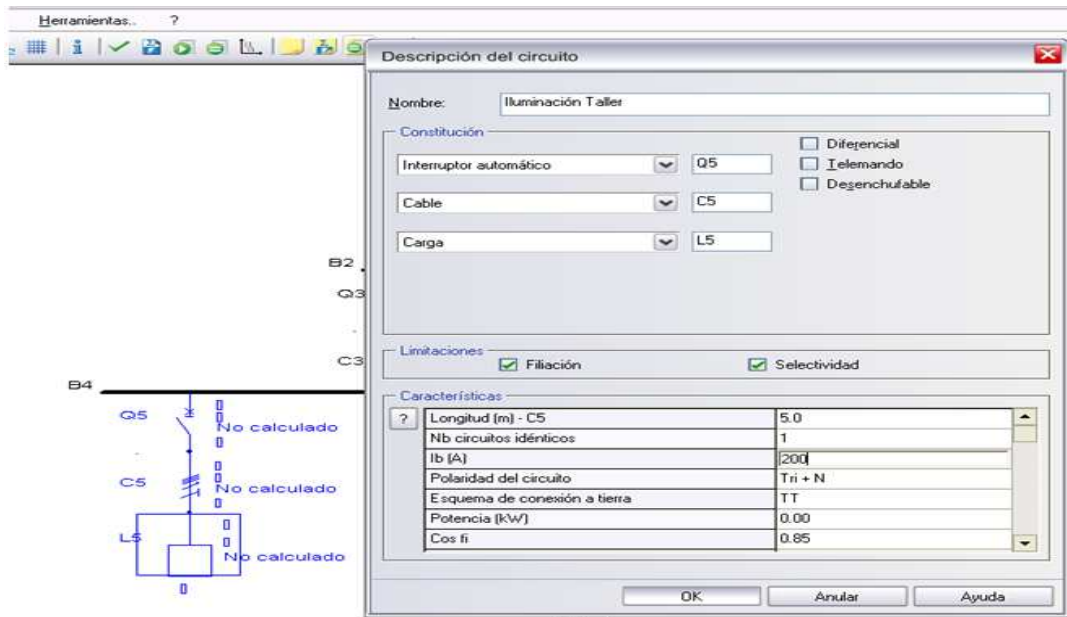 Herramientas.. ?
Descripción del circuito
Nombre: Iluminación Taller
Constitución
Diferencial
Interruptor automático Q5
Telemando
Desenchufable
Cable C5
Carga L5
B2
Q3
C3
Limitaciones
Filiación Selectividad
B4
Q5
No calculado
C5
No calculado
L5
No calculado
Características
? Longitud (m) - C5 5.0
Nb circuitos idénticos 1
Ib (A) 200
Polaridad del circuito Tri + N
Esquema de conexión a tierra TT
Potencia (kW) 0.00
Cos fi 0.85
OK Anular Ayuda